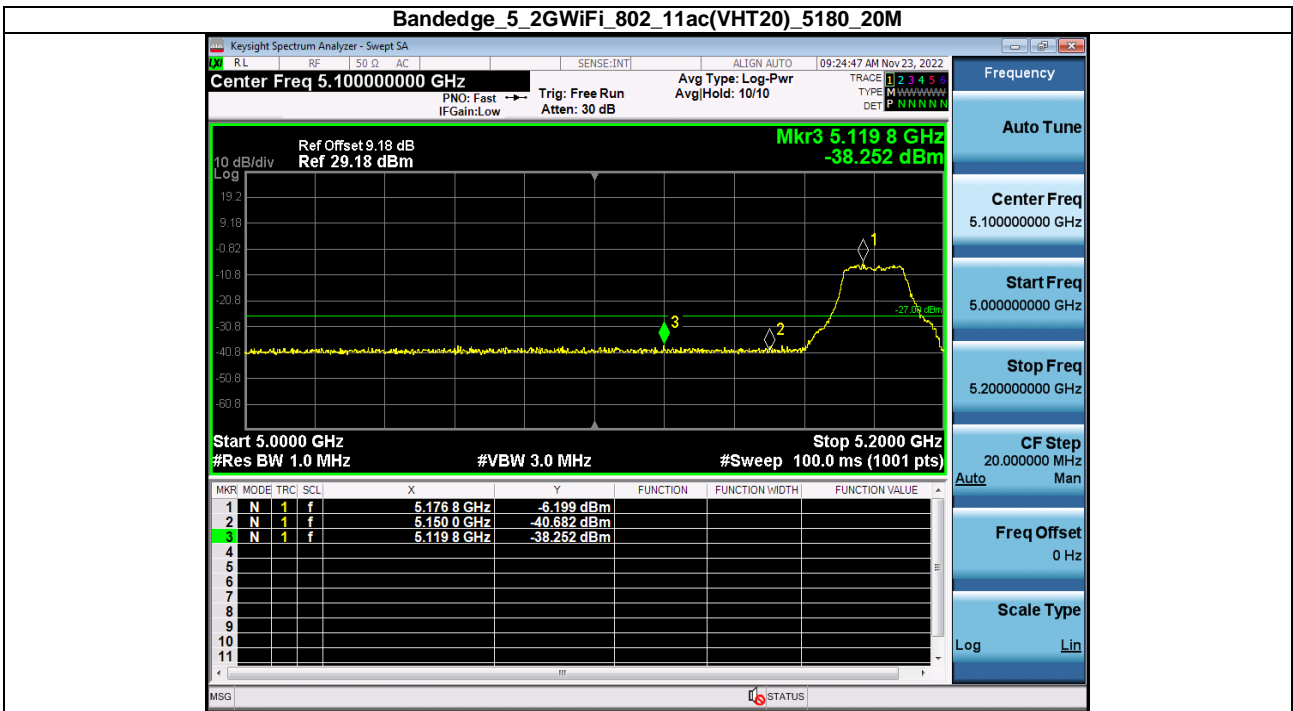 Bandedge_5_2GWiFi_802_11ac(VHT20)_5180_20M
Keysight Spectrum Analyzer - Swept SA
LXI RL RF 50 Ω AC SENSE:INT ALIGN AUTO 09:24:47 AM Nov 23, 2022
Center Freq 5.100000000 GHz
PNO: Fast
IFGain:Low
Trig: Free Run
Atten: 30 dB
Avg Type: Log-Pwr
Avg|Hold: 10/10
TRACE 1 2 3 4 5 6
TYPE M W W W W W
DET P N N N N N
Mkr3 5.119 8 GHz
-38.252 dBm
Ref Offset 9.18 dB
10 dB/div Ref 29.18 dBm
Log
19.2
9.18
-0.82
-10.8
-20.8
-30.8
-40.8
-50.8
-60.8
1
2
3
Start 5.0000 GHz Stop 5.2000 GHz
#Res BW 1.0 MHz #VBW 3.0 MHz #Sweep 100.0 ms (1001 pts)
MKR MODE TRC SCL X Y FUNCTION FUNCTION WIDTH FUNCTION VALUE
1 N 1 f 5.176 8 GHz -6.199 dBm
2 N 1 f 5.150 0 GHz -40.682 dBm
3 N 1 f 5.119 8 GHz -38.252 dBm
4
5
6
7
8
9
10
11
MSG STATUS
Frequency
Auto Tune
Center Freq
5.100000000 GHz
Start Freq
5.000000000 GHz
Stop Freq
5.200000000 GHz
CF Step
20.000000 MHz
Auto Man
Freq Offset
0 Hz
Scale Type
Log Lin